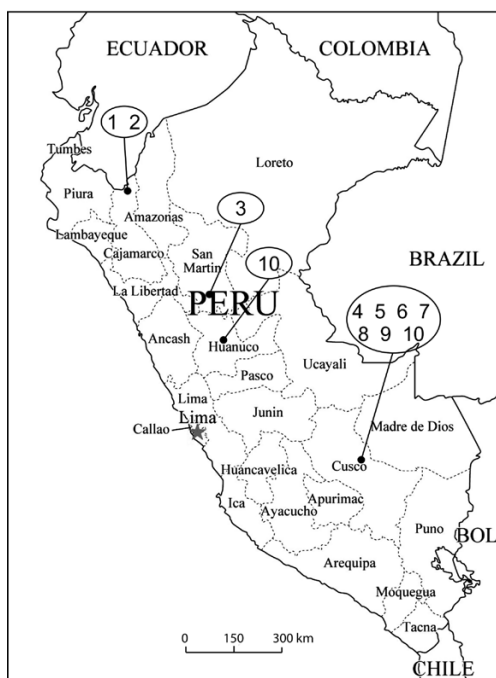 ECUADOR
COLOMBIA
1 2
Tumbes
Loreto
Piura
Amazonas
3
Lambayeque
Cajamarco
San
Martin
10
BRAZIL
La Libertad
PERU
4 5 6 7
8 9 10
Ancash
Huanuco
Ucayali
Pasco
Lima
Lima
Junin
Callao
Madre de Dios
Huancavelica
Cusco
Ica
Ayacucho
Apurimac
Puno
BOL
Arequipa
Moquegua
Tacna
0 150 300 km
CHILE